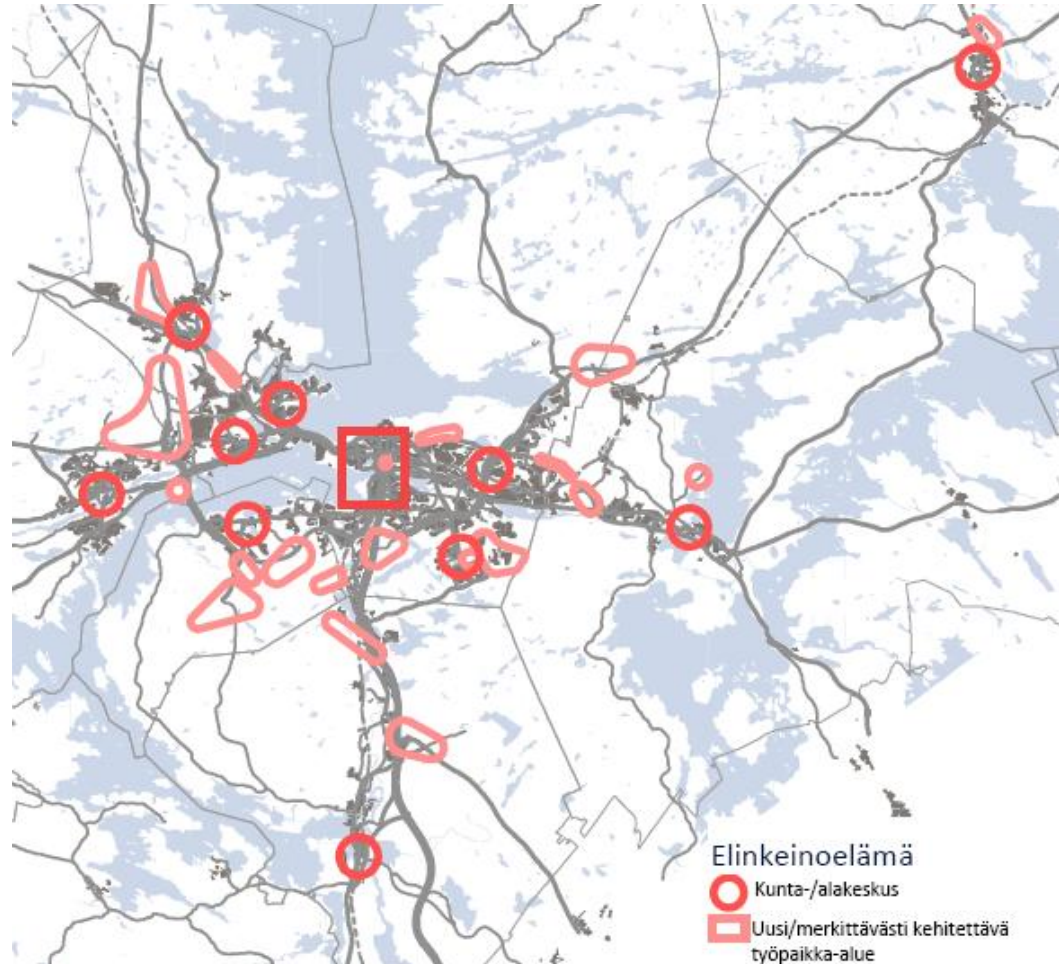 Elinkeinoelämä
Kunta-/alakeskus
Uusi/merkittävästi kehitettävä
työpaikka-alue